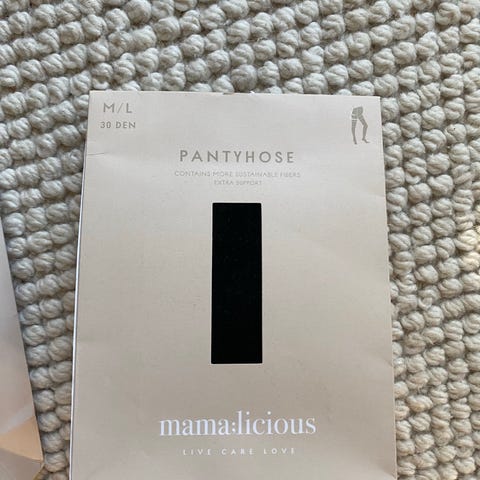 M/L
30 DEN
PANTYHOSE
CONTAINS MORE SUSTAINABLE FIBERS
EXTRA SUPPORT
mama;licious
LIVE CARE LOVE